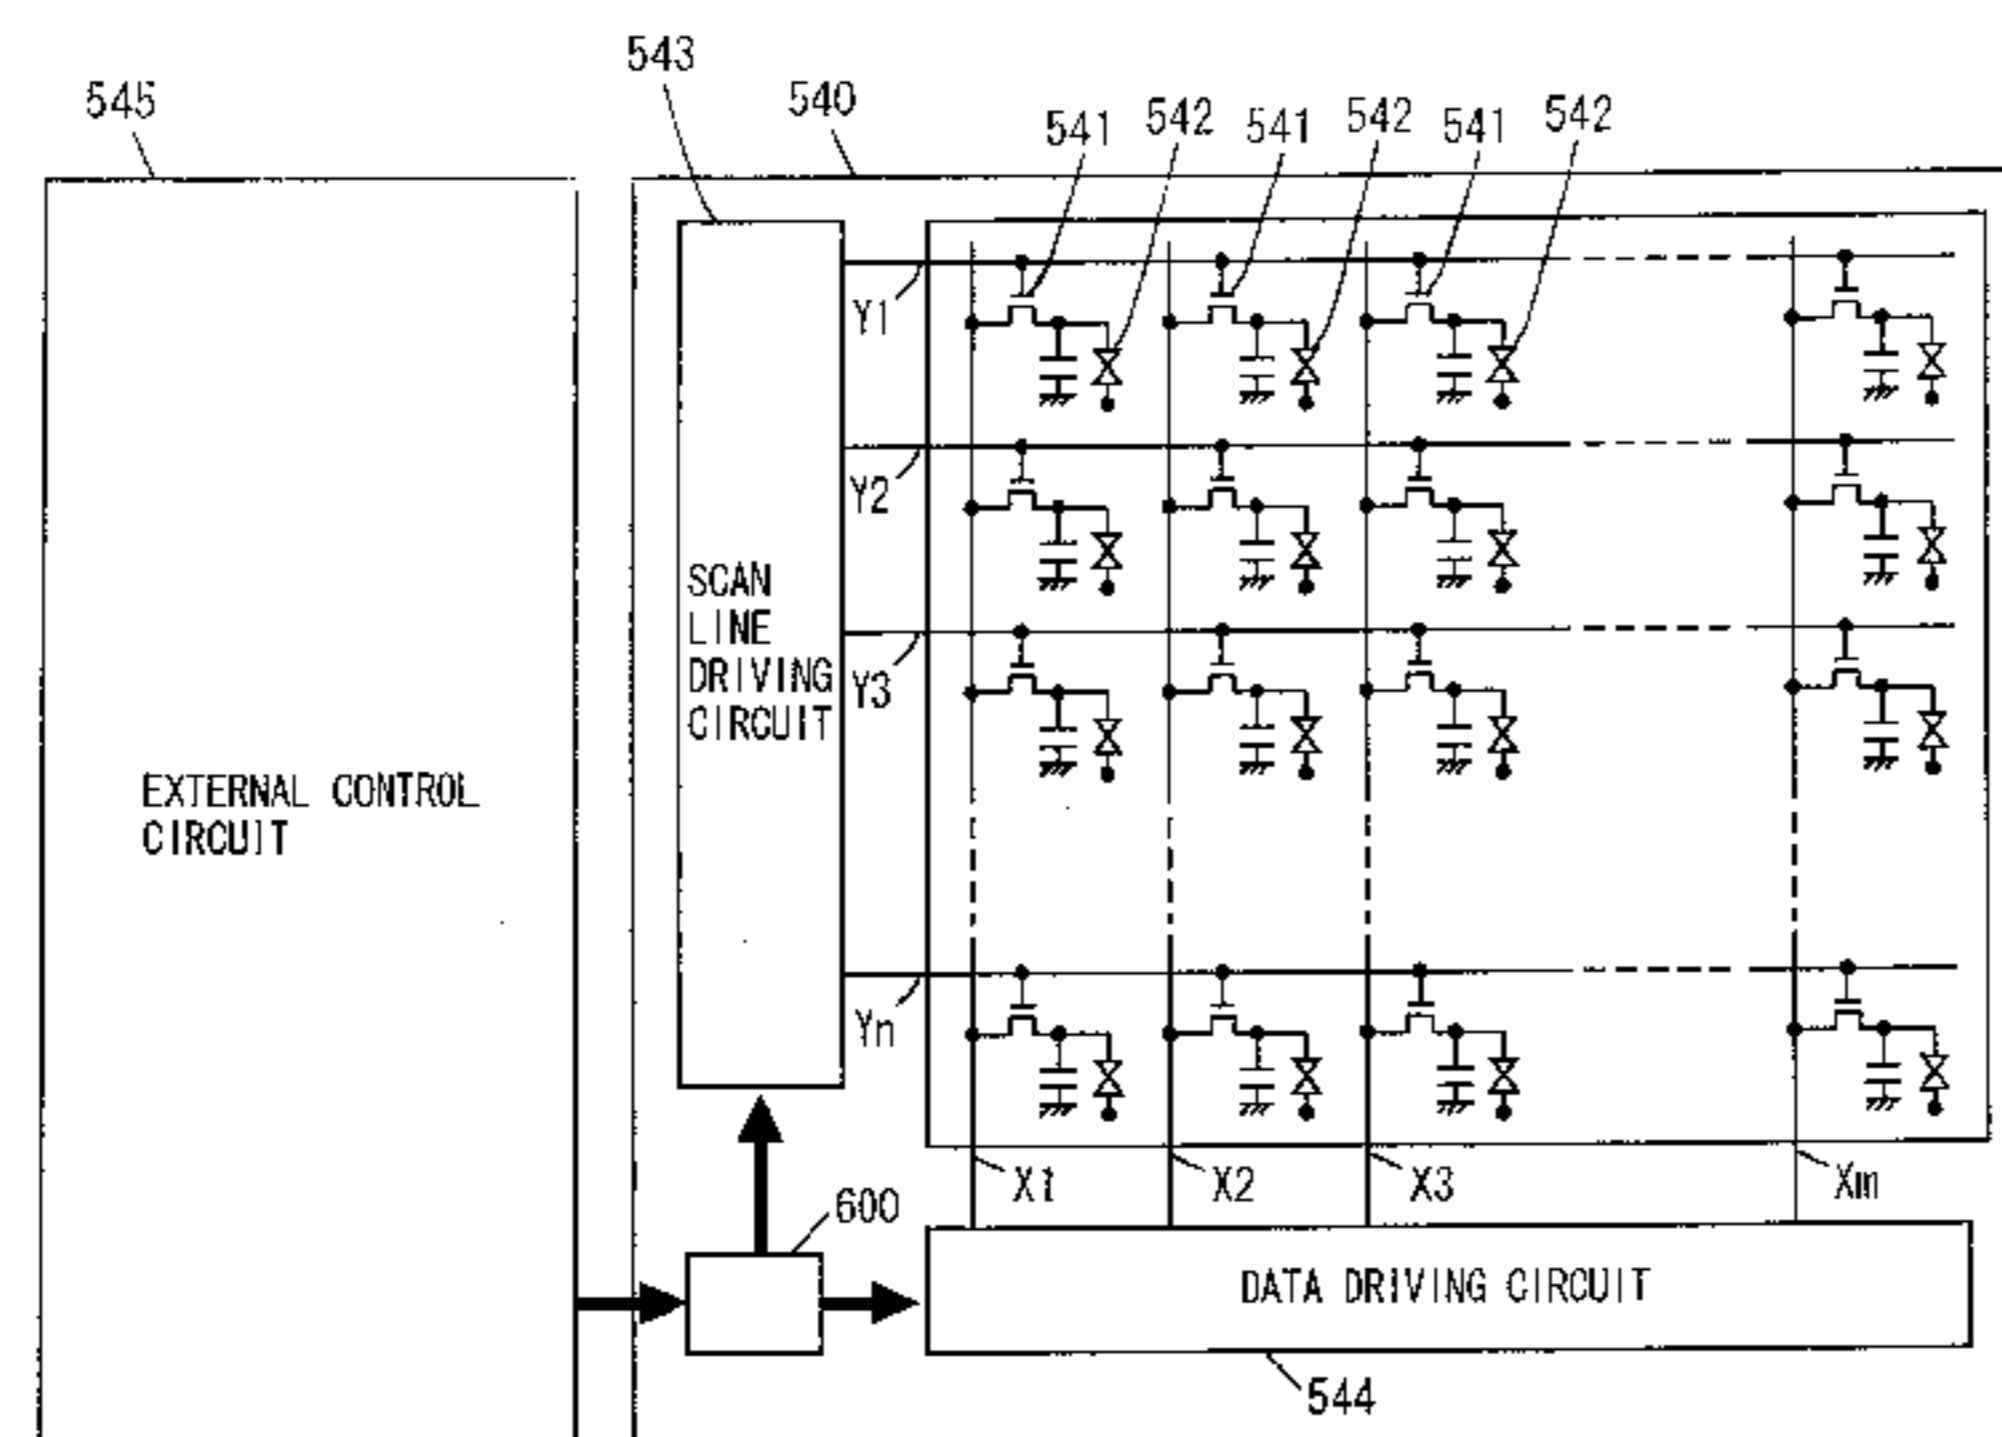 543
545
540
541
542
541
542
541
542
Y1
Y2
SCAN
LINE
DRIVING
CIRCUIT
Y3
EXTERNAL CONTROL
CIRCUIT
Yn
X1
X2
X3
Xm
600
DATA DRIVING CIRCUIT
544